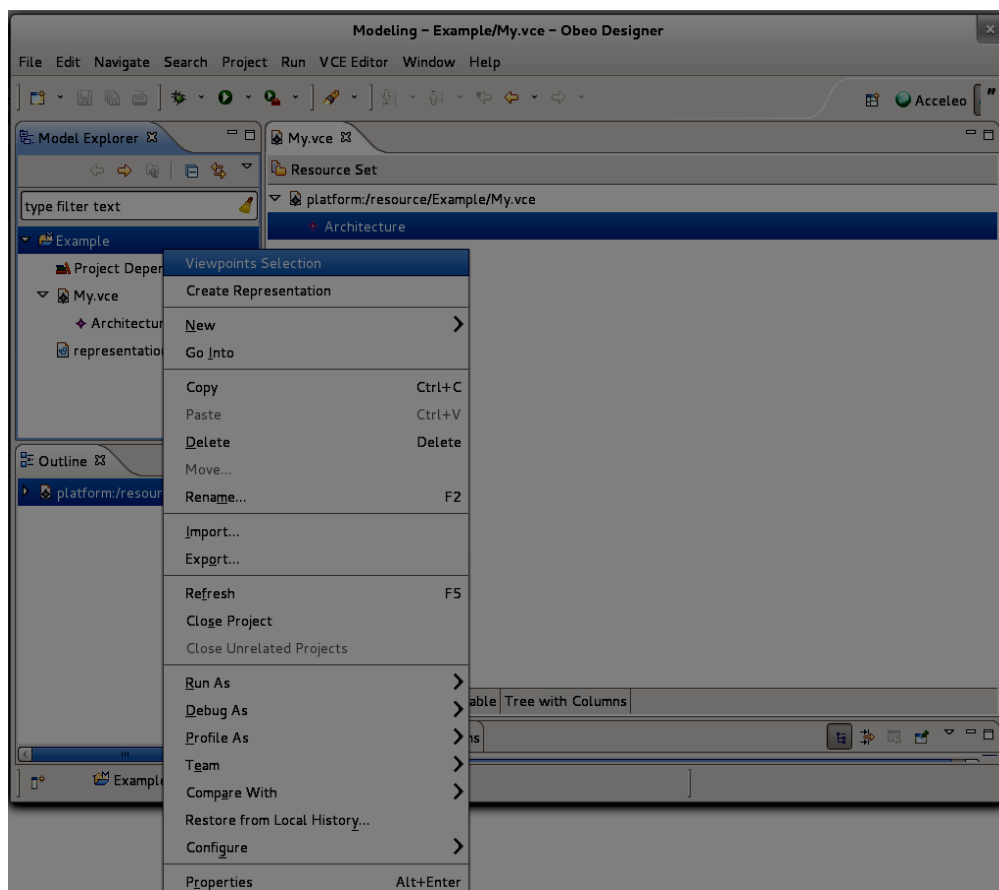 Modeling – Example/My.vce – Obeo Designer
File Edit Navigate Search Project Run VCE Editor Window Help
Acceleo
Model Explorer
My.vce
Resource Set
type filter text
platform:/resource/Example/My.vce
Architecture
Example
Project Deper
My.vce
Architectur
representation
Viewpoints Selection
Create Representation
New
Go Into
Copy Ctrl+C
Paste Ctrl+V
Delete Delete
Move...
Rename... F2
Import...
Export...
Refresh F5
Close Project
Close Unrelated Projects
Run As
Debug As
Profile As
Team
Compare With
Restore from Local History...
Configure
Properties Alt+Enter
Outline
platform:/resour
able Tree with Columns
ns
Example